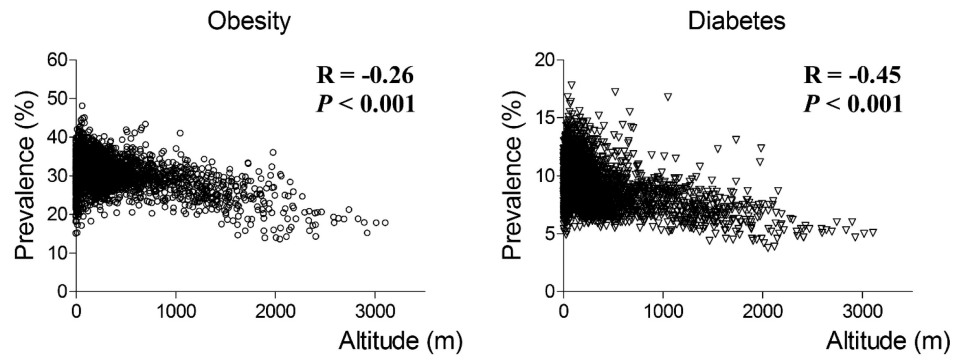 Obesity
R = -0.26
P < 0.001
Prevalence (%)
60
50
40
30
20
10
0
0 1000 2000 3000
Altitude (m)
Diabetes
R = -0.45
P < 0.001
Prevalence (%)
20
15
10
5
0
0 1000 2000 3000
Altitude (m)